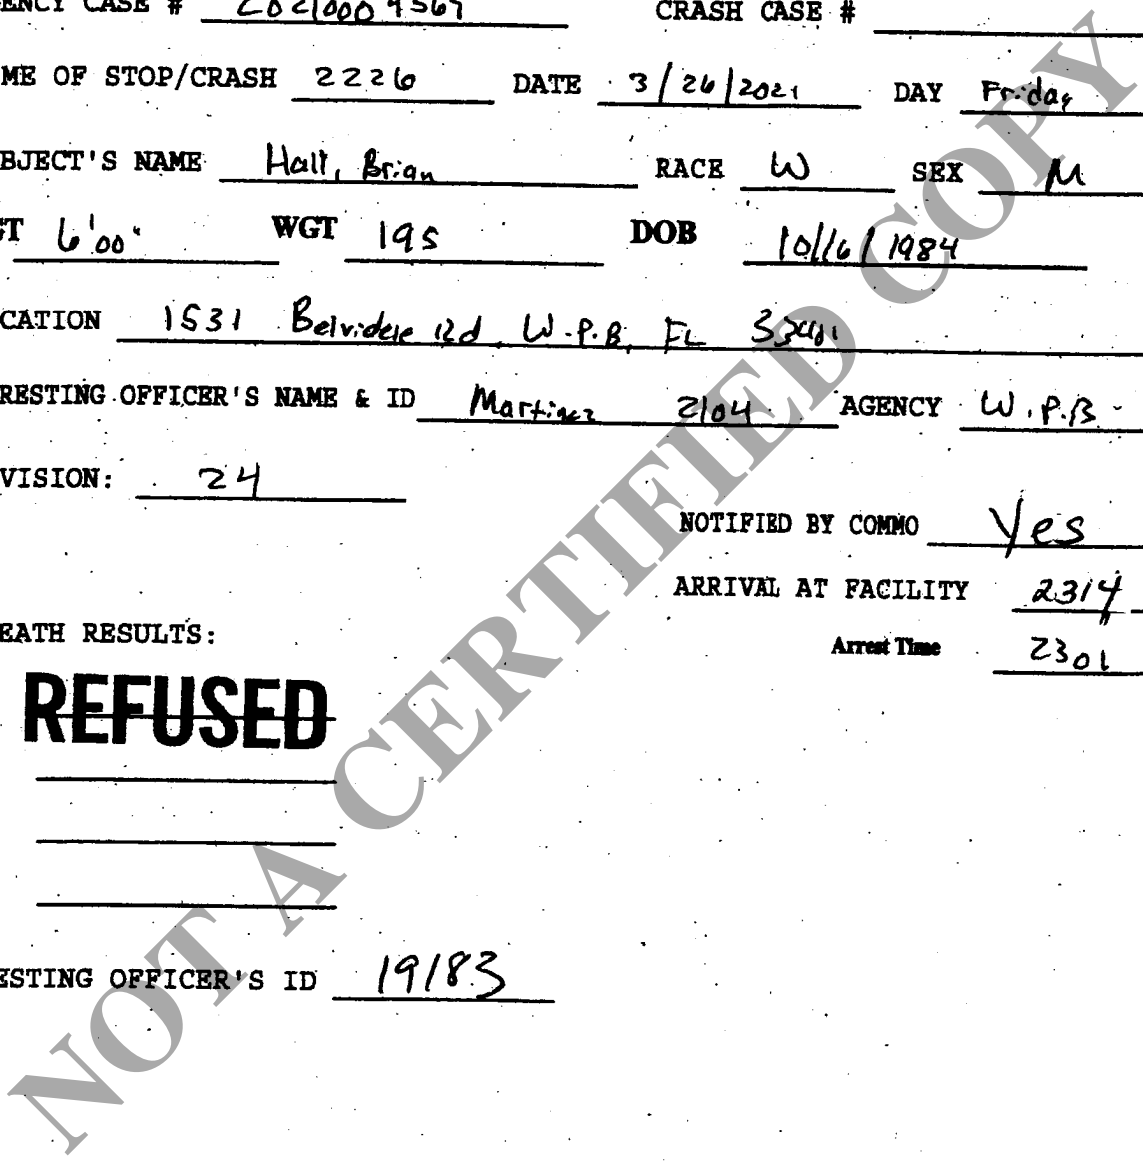 ENCY CASE # 20210004567 CRASH CASE #
ME OF STOP/CRASH 2226 DATE 3/26/2021 DAY Friday
BJECT'S NAME Hall, Brian RACE W SEX M
GT 6'00" WGT 195 DOB 10/16/1984
CATION 1531 Belvidere Rd, W.P.B, FL 33401
RESTING OFFICER'S NAME & ID Martinez 2104 AGENCY W.P.B
VISION: 24
NOTIFIED BY COMMO Yes
ARRIVAL AT FACILITY 2314
EATH RESULTS: Arrest Time 2301
REFUSED
ESTING OFFICER'S ID 19183
NOT A CERTIFIED COPY